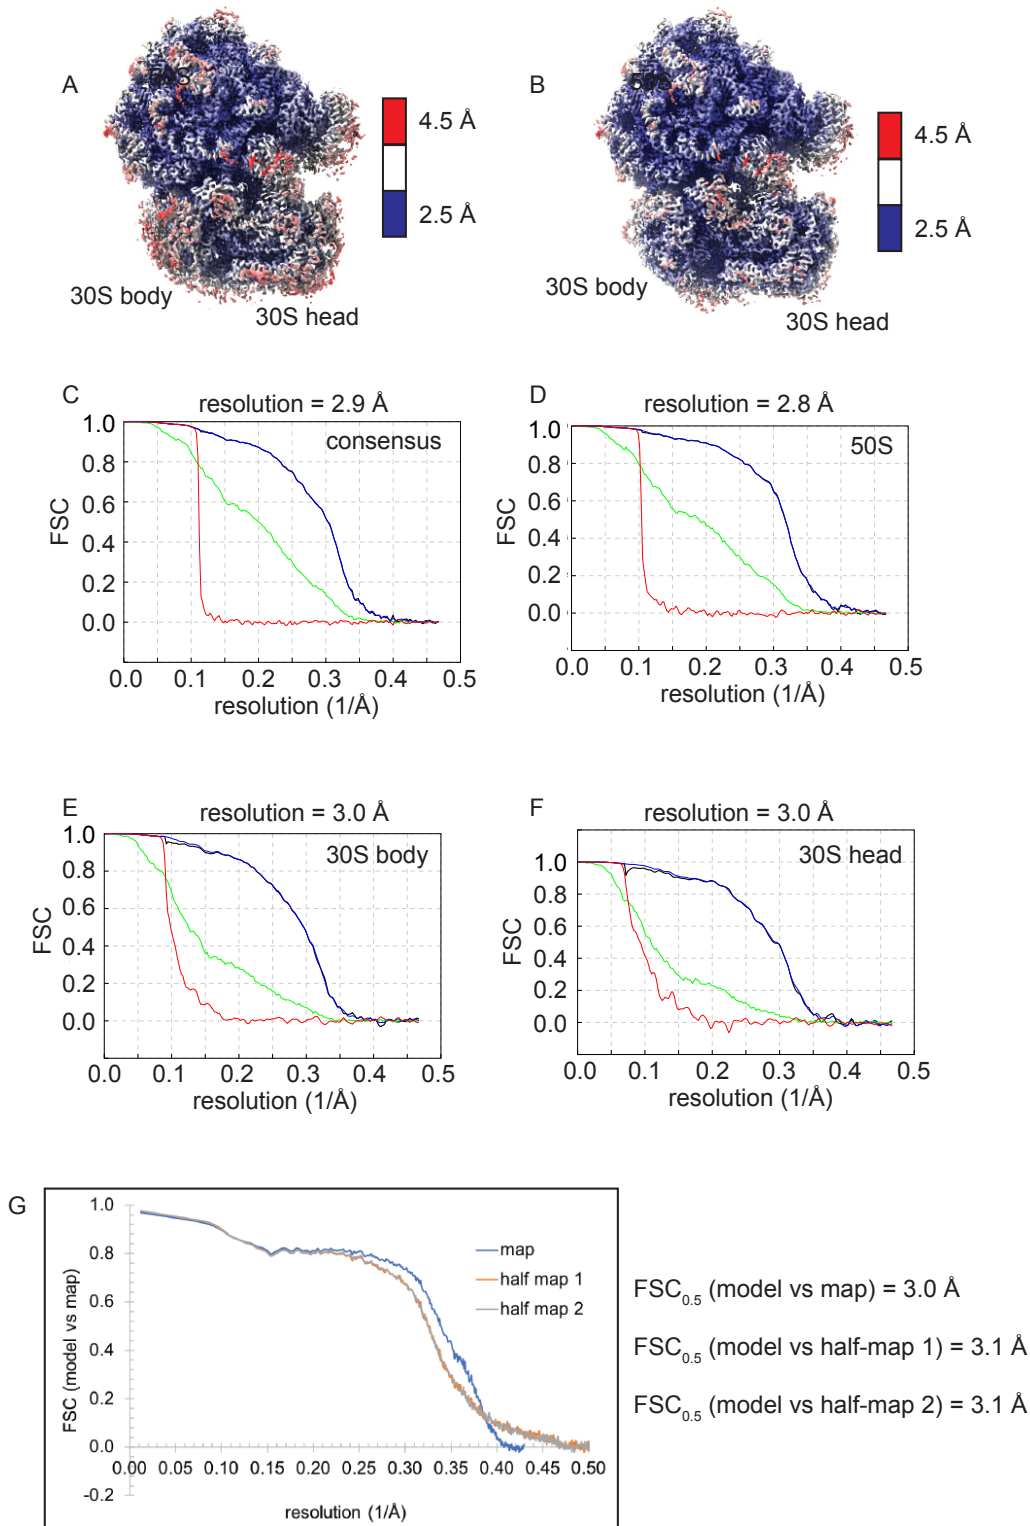 A
50S
4.5 Å
2.5 Å
30S body
30S head
B
50S
4.5 Å
2.5 Å
30S body
30S head
C
resolution = 2.9 Å
consensus
FSC
1.0
0.8
0.6
0.4
0.2
0.0
0.0 0.1 0.2 0.3 0.4 0.5
resolution (1/Å)
D
resolution = 2.8 Å
50S
FSC
1.0
0.8
0.6
0.4
0.2
0.0
0.0 0.1 0.2 0.3 0.4 0.5
resolution (1/Å)
E
resolution = 3.0 Å
30S body
FSC
1.0
0.8
0.6
0.4
0.2
0.0
0.0 0.1 0.2 0.3 0.4 0.5
resolution (1/Å)
F
resolution = 3.0 Å
30S head
FSC
1.0
0.8
0.6
0.4
0.2
0.0
0.0 0.1 0.2 0.3 0.4 0.5
resolution (1/Å)
G
FSC (model vs map)
1.0
0.8
0.6
0.4
0.2
0.0
-0.2
0.00 0.05 0.10 0.15 0.20 0.25 0.30 0.35 0.40 0.45 0.50
resolution (1/Å)
map
half map 1
half map 2
FSC0.5 (model vs map) = 3.0 Å
FSC0.5 (model vs half-map 1) = 3.1 Å
FSC0.5 (model vs half-map 2) = 3.1 Å